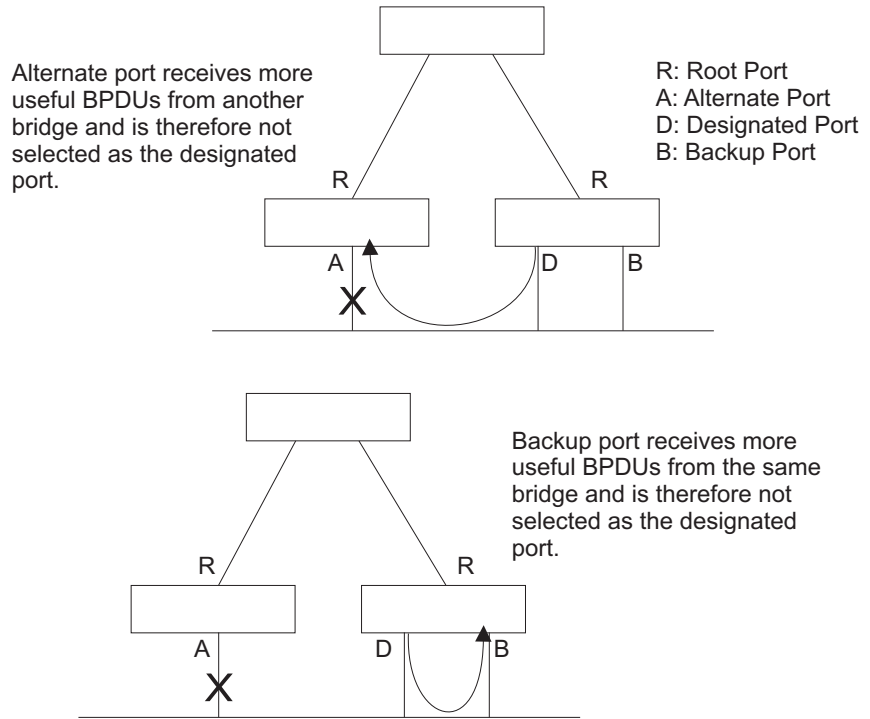 Alternate port receives more
useful BPDUs from another
bridge and is therefore not
selected as the designated
port.
R: Root Port
A: Alternate Port
D: Designated Port
B: Backup Port
R
R
A
D
B
X
Backup port receives more
useful BPDUs from the same
bridge and is therefore not
selected as the designated
port.
R
R
A
D
B
X